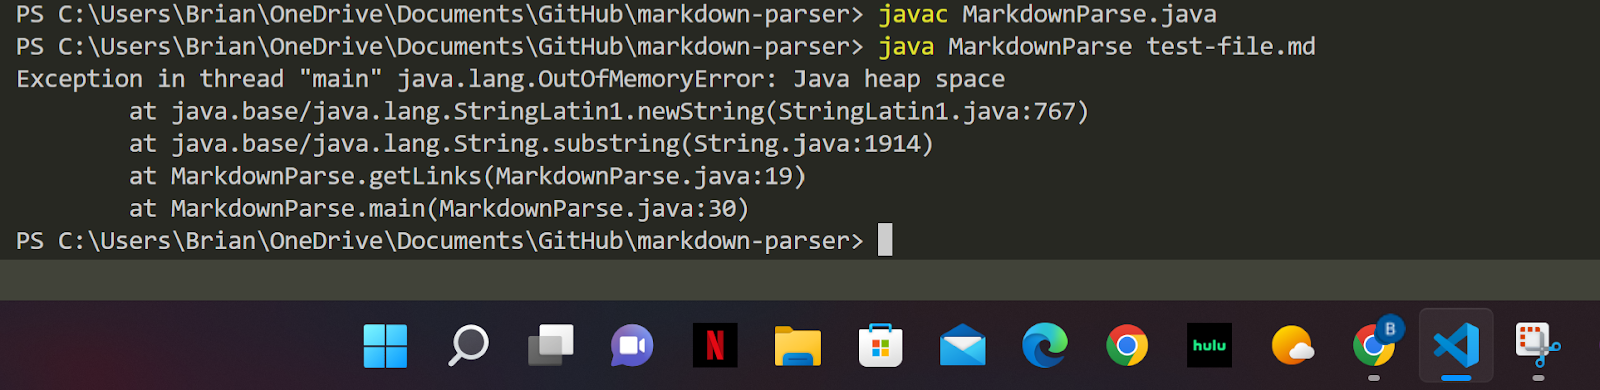 PS C:\Users\Brian\OneDrive\Documents\GitHub\markdown-parser> javac MarkdownParse.java
PS C:\Users\Brian\OneDrive\Documents\GitHub\markdown-parser> java MarkdownParse test-file.md
Exception in thread "main" java.lang.OutOfMemoryError: Java heap space
        at java.base/java.lang.StringLatin1.newString(StringLatin1.java:767)
        at java.base/java.lang.String.substring(String.java:1914)
        at MarkdownParse.getLinks(MarkdownParse.java:19)
        at MarkdownParse.main(MarkdownParse.java:30)
PS C:\Users\Brian\OneDrive\Documents\GitHub\markdown-parser>
N hulu B